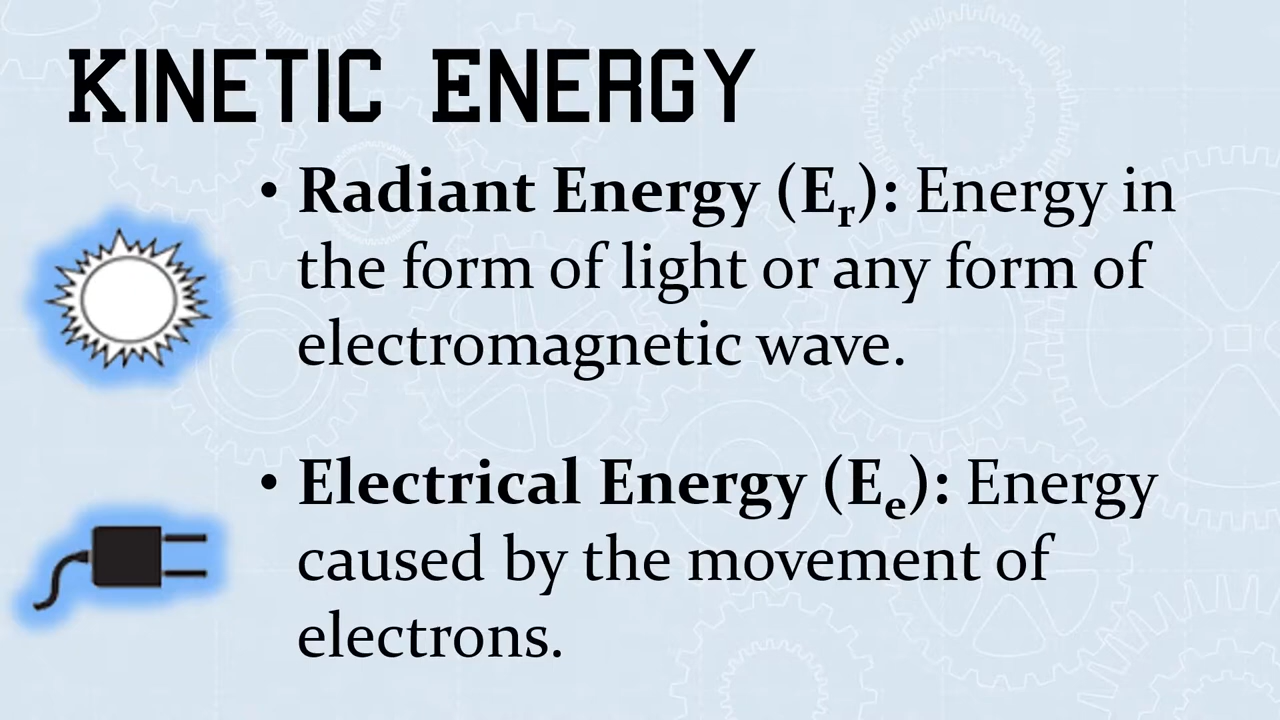 KINETIC ENERGY
• Radiant Energy (Er): Energy in
the form of light or any form of
electromagnetic wave.
• Electrical Energy (Ee): Energy
caused by the movement of
electrons.